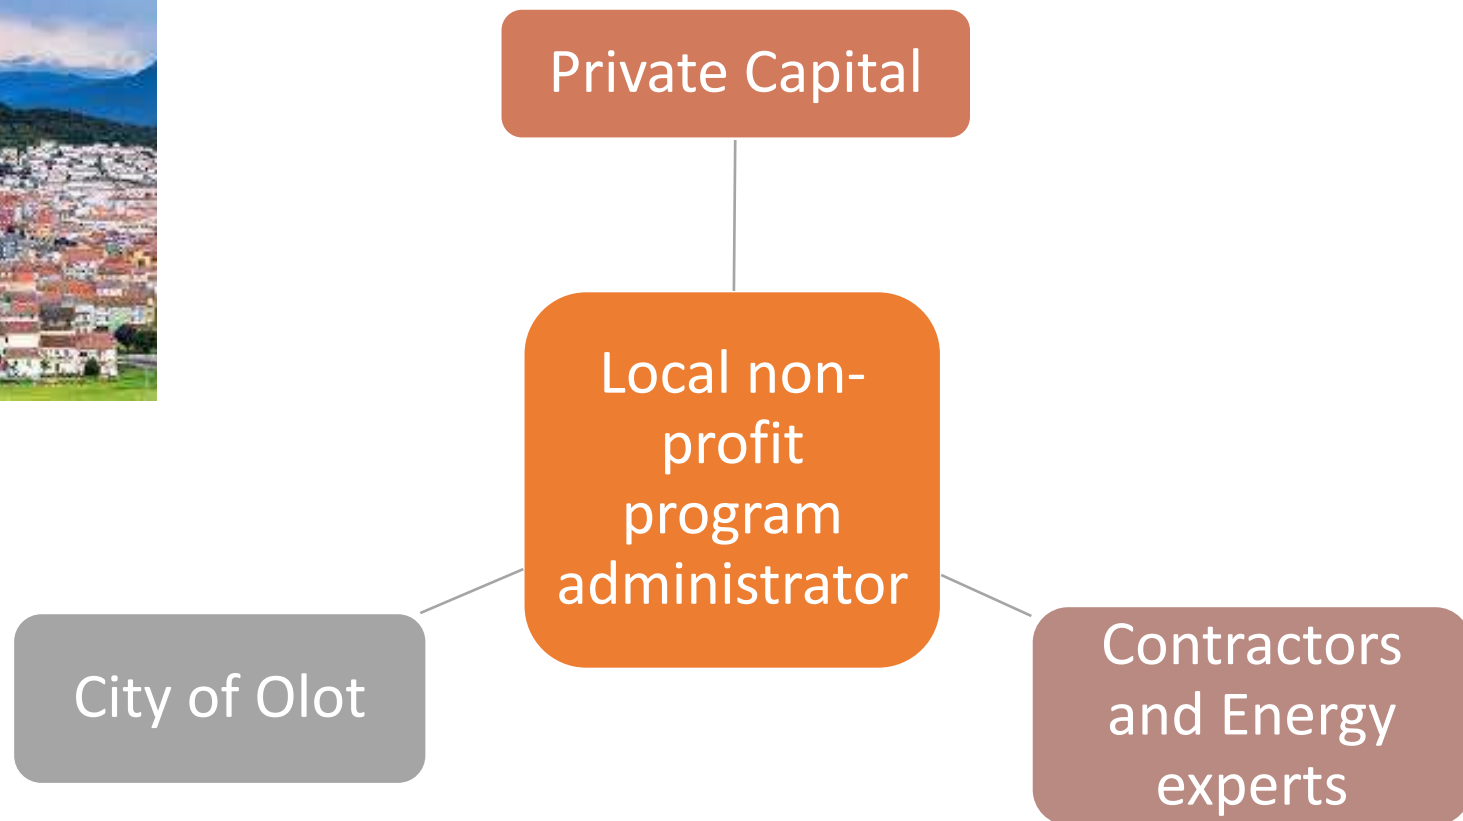 Private Capital
Local non-
profit
program
administrator
City of Olot
Contractors
and Energy
experts